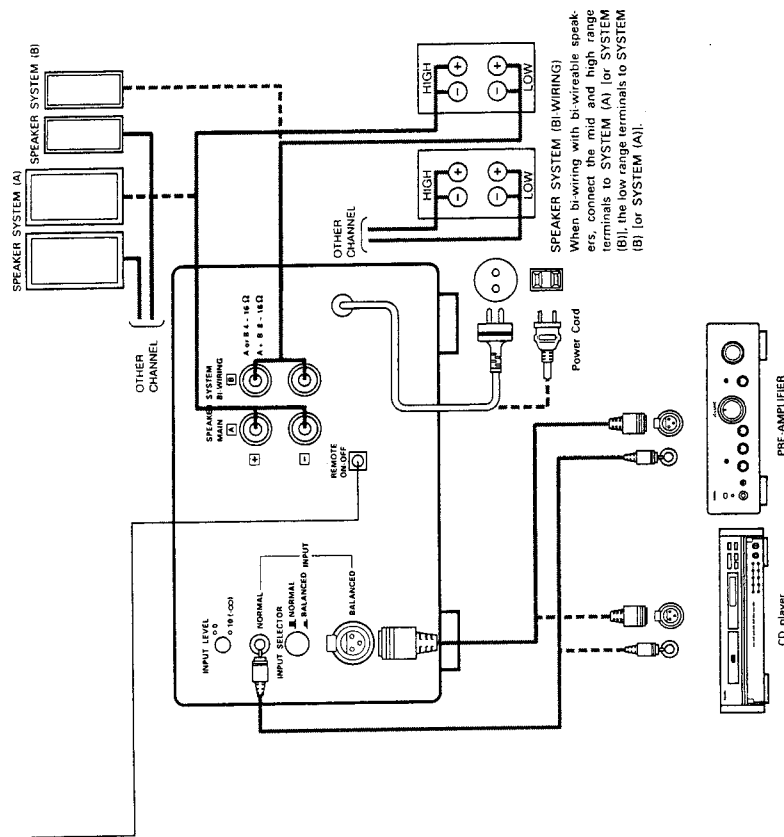 SPEAKER SYSTEM (A)
SPEAKER SYSTEM (B)
OTHER
CHANNEL
INPUT LEVEL
0
10 (-∞)
NORMAL
INPUT SELECTOR
NORMAL
BALANCED
INPUT
BALANCED
REMOTE
ON-OFF
SPEAKER SYSTEM
MAIN
BI-WIRING
A
B
A or B 4 - 16 Ω
A + B 8 - 16 Ω
+
-
OTHER
CHANNEL
HIGH
- +
- +
LOW
HIGH
- +
- +
LOW
SPEAKER SYSTEM (BI-WIRING)
When bi-wiring with bi-wireable speak-
ers, connect the mid and high range
terminals to SYSTEM (A) [or SYSTEM
(B)], the low range terminals to SYSTEM
(B) [or SYSTEM (A)].
Power Cord
CD player
PRE-AMPLIFIER